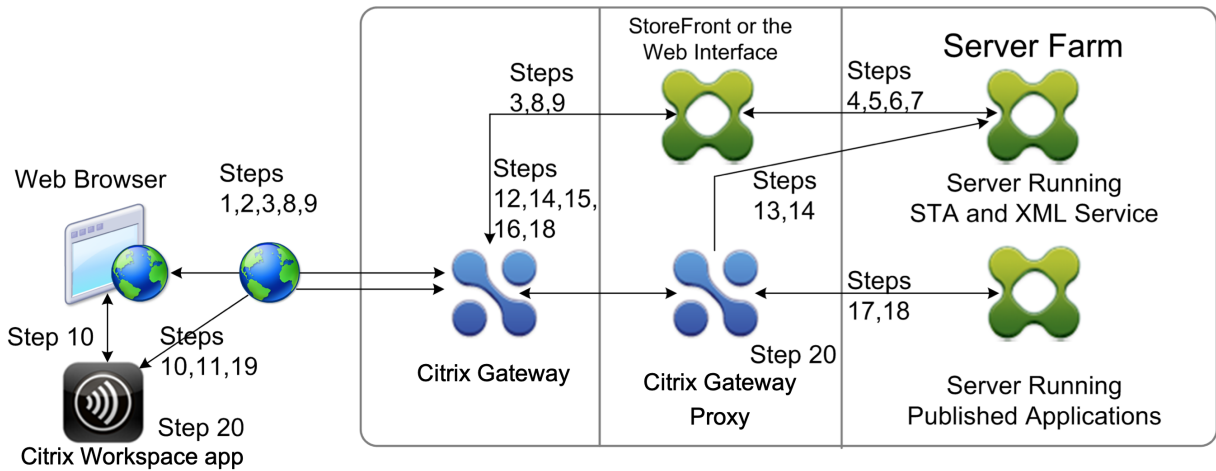 StoreFront or the
Web Interface
Server Farm
Steps
3,8,9
Steps
4,5,6,7
Web Browser
Steps
1,2,3,8,9
Steps
12,14,15,
16,18
Steps
13,14
Server Running
STA and XML Service
Step 10
Steps
10,11,19
Steps
17,18
Citrix Gateway
Step 20
Citrix Gateway
Proxy
Server Running
Published Applications
Step 20
Citrix Workspace app